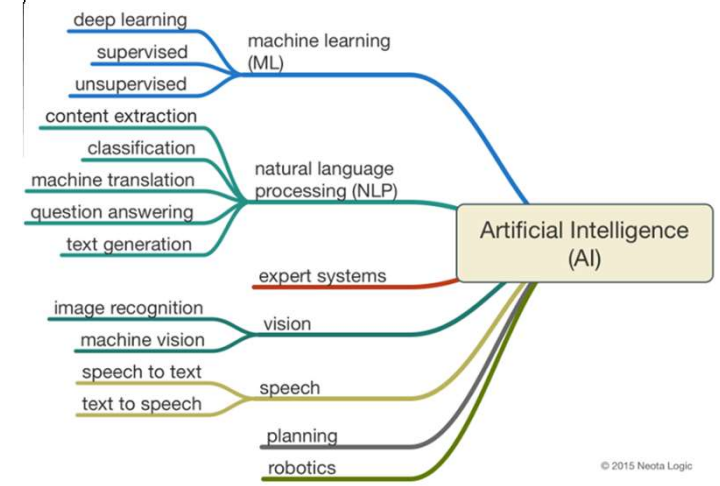 deep learning
supervised
unsupervised
machine learning
(ML)
content extraction
classification
machine translation
question answering
text generation
natural language
processing (NLP)
expert systems
image recognition
machine vision
vision
speech to text
text to speech
speech
planning
robotics
Artificial Intelligence
(AI)
© 2015 Neota Logic